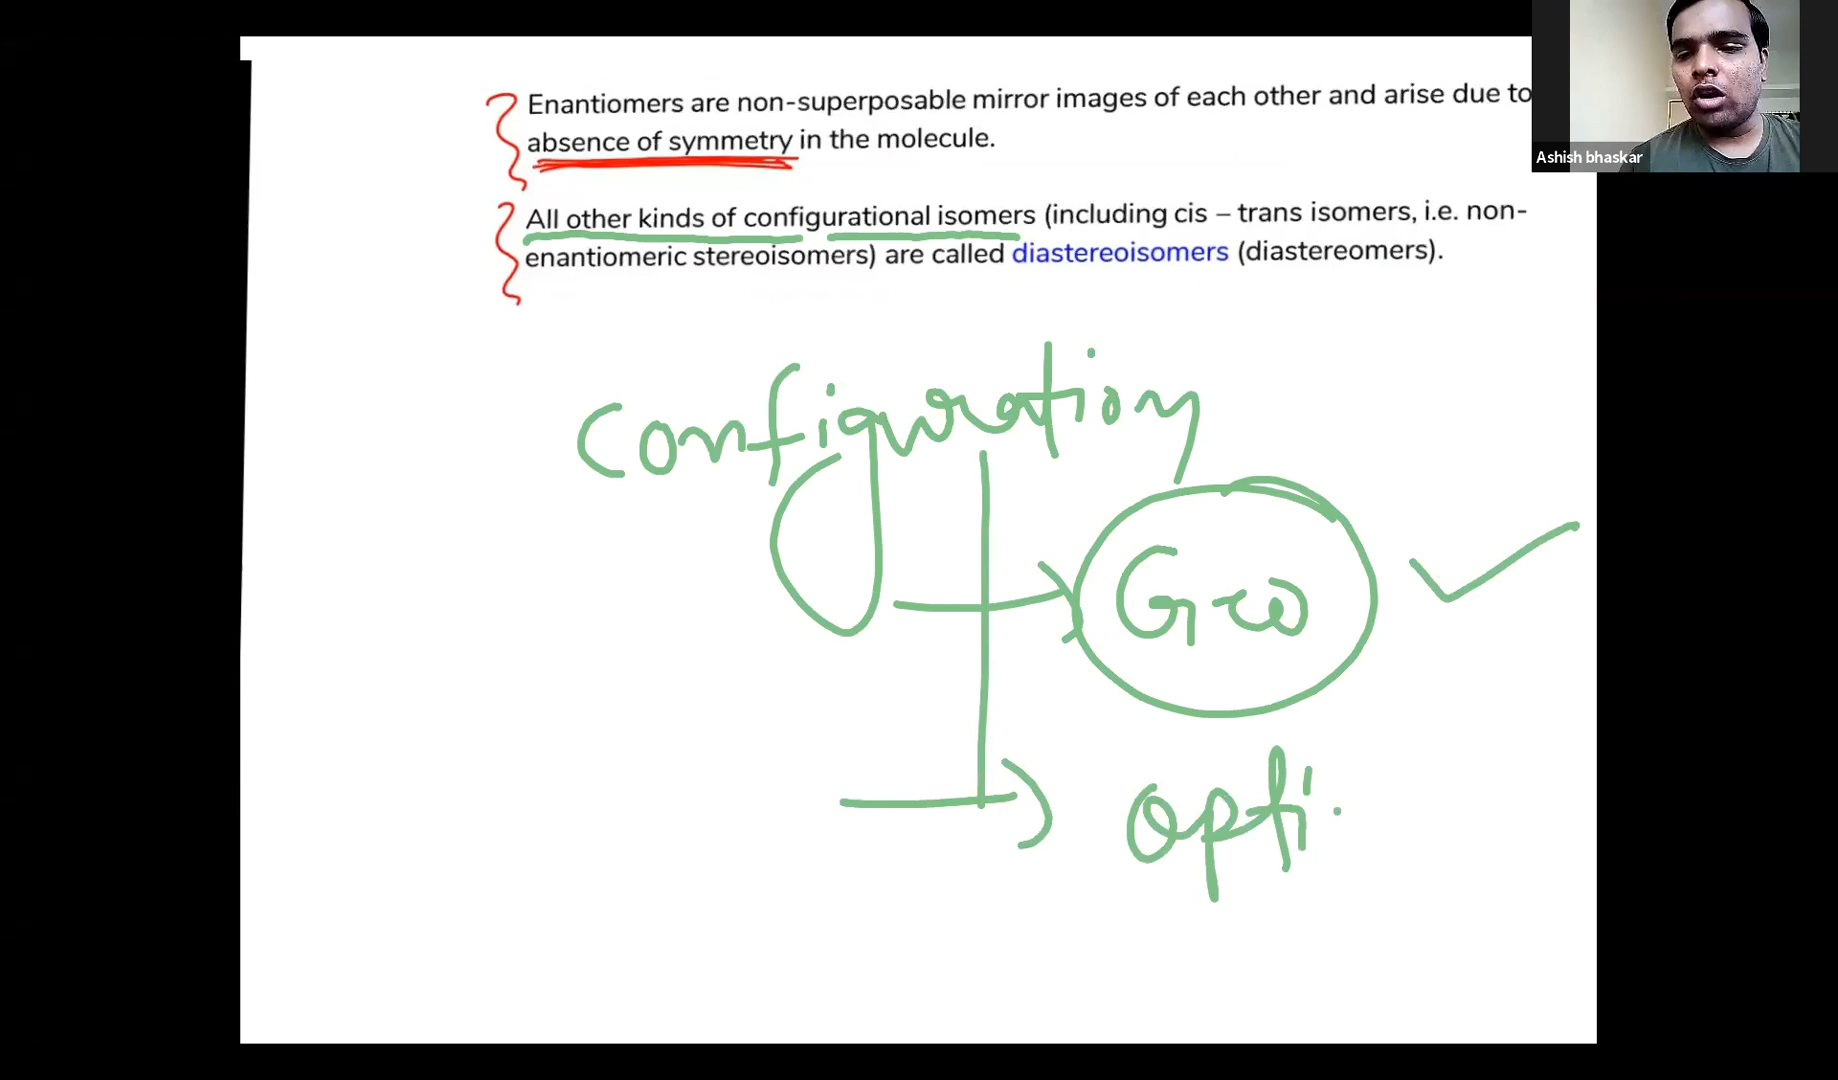 Enantiomers are non-superposable mirror images of each other and arise due to
absence of symmetry in the molecule.
Ashish bhaskar
All other kinds of configurational isomers (including cis – trans isomers, i.e. non-
enantiomeric stereoisomers) are called diastereoisomers (diastereomers).
configuration
Geo
opti.